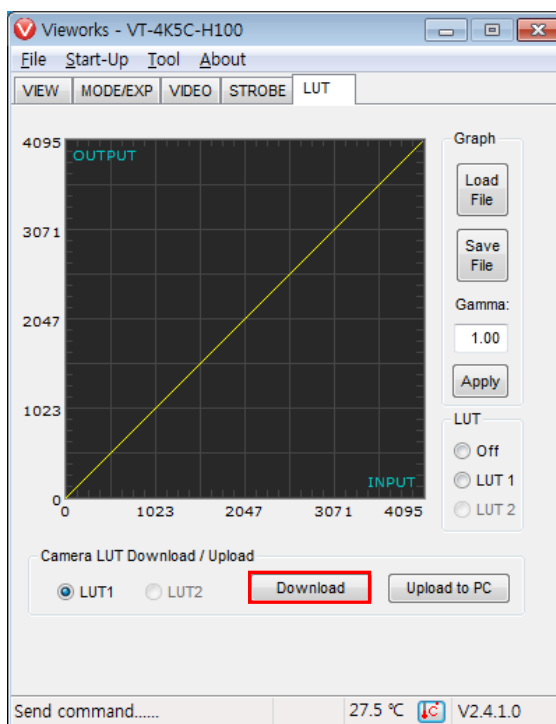 Vieworks - VT-4K5C-H100
File Start-Up Tool About
VIEW MODE/EXP VIDEO STROBE LUT
4095
OUTPUT
3071
2047
1023
0
INPUT
0 1023 2047 3071 4095
Graph
Load
File
Save
File
Gamma:
1.00
Apply
LUT
Off
LUT 1
LUT 2
Camera LUT Download / Upload
LUT1 LUT2 Download Upload to PC
Send command...... 27.5 ℃ C V2.4.1.0